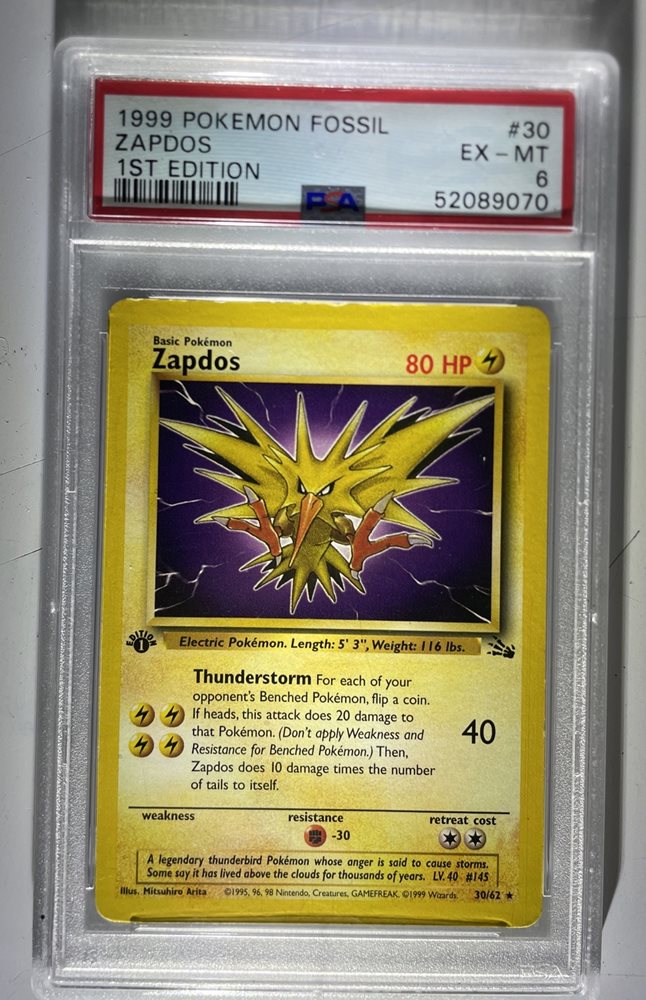 1999 POKEMON FOSSIL #30
ZAPDOS EX - MT
1ST EDITION 6
PSA 52089070
Basic Pokémon
Zapdos 80 HP
EDITION 1
Electric Pokémon. Length: 5' 3", Weight: 116 lbs.
Thunderstorm For each of your
opponent's Benched Pokémon, flip a coin.
If heads, this attack does 20 damage to
that Pokémon. (Don't apply Weakness and
Resistance for Benched Pokémon.) Then,
Zapdos does 10 damage times the number
of tails to itself.
40
weakness resistance retreat cost
-30
A legendary thunderbird Pokémon whose anger is said to cause storms.
Some say it has lived above the clouds for thousands of years. LV. 40 #145
Illus. Mitsuhiro Arita ©1995, 96, 98 Nintendo, Creatures, GAMEFREAK. ©1999 Wizards. 30/62 ★